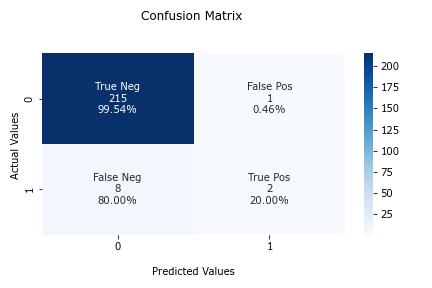 Confusion Matrix
True Neg
215
99.54%
False Pos
1
0.46%
False Neg
8
80.00%
True Pos
2
20.00%
Actual Values
0
1
0
1
Predicted Values
200
175
150
125
100
75
50
25